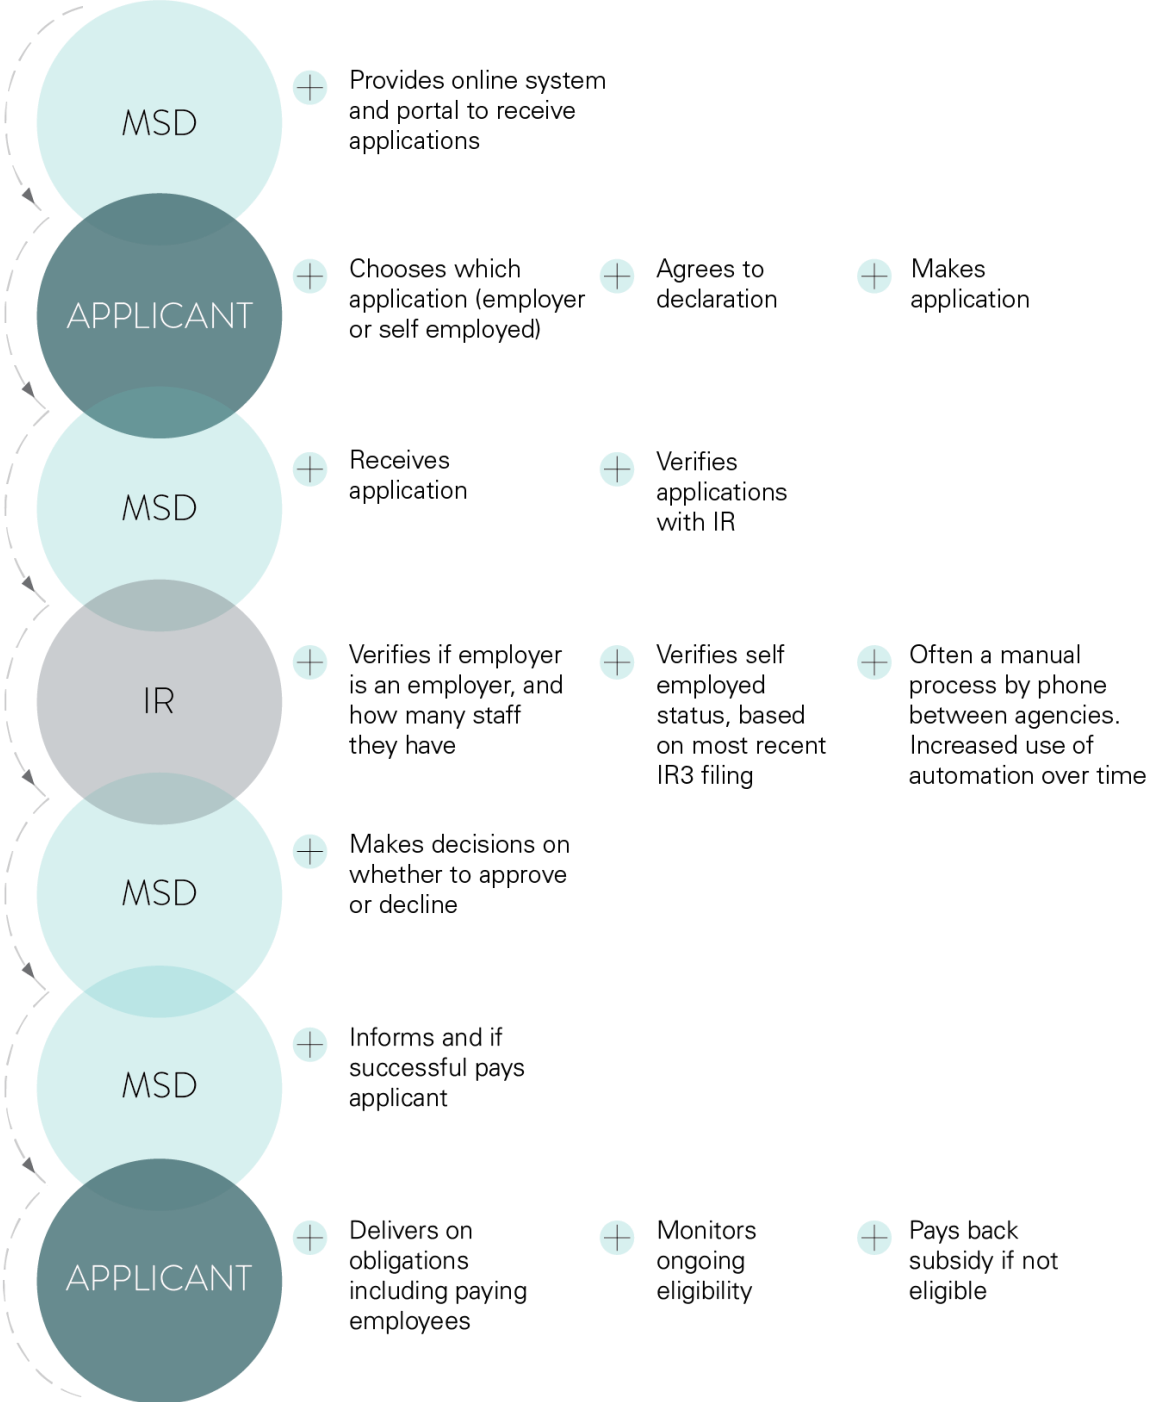 MSD
Provides online system
and portal to receive
applications
APPLICANT
Chooses which
application (employer
or self employed)
Agrees to
declaration
Makes
application
MSD
Receives
application
Verifies
applications
with IR
IR
Verifies if employer
is an employer, and
how many staff
they have
Verifies self
employed
status, based
on most recent
IR3 filing
Often a manual
process by phone
between agencies.
Increased use of
automation over time
MSD
Makes decisions on
whether to approve
or decline
MSD
Informs and if
successful pays
applicant
APPLICANT
Delivers on
obligations
including paying
employees
Monitors
ongoing
eligibility
Pays back
subsidy if not
eligible